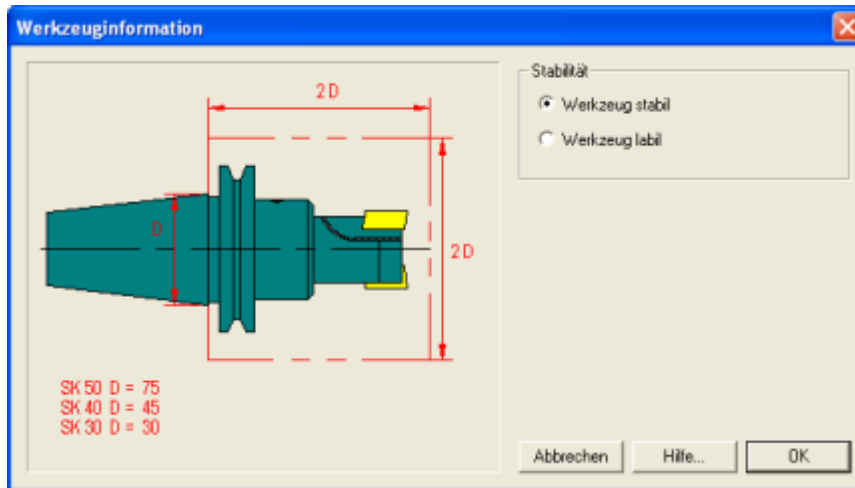 Werkzeuginformation
2D
D
2D
SK 50 D = 75
SK 40 D = 45
SK 30 D = 30
Stabilität
Werkzeug stabil
Werkzeug labil
Abbrechen
Hilfe...
OK